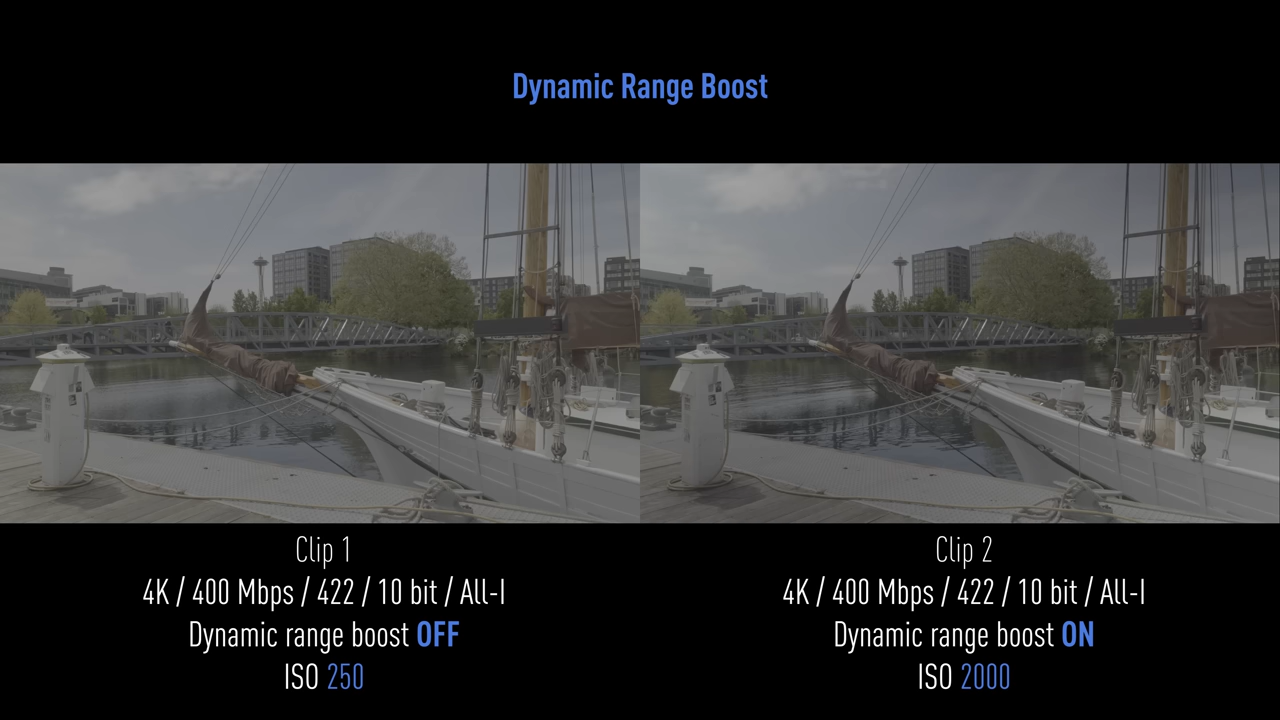 Dynamic Range Boost
Clip 1
4K / 400 Mbps / 422 / 10 bit / All-I
Dynamic range boost OFF
ISO 250
Clip 2
4K / 400 Mbps / 422 / 10 bit / All-I
Dynamic range boost ON
ISO 2000